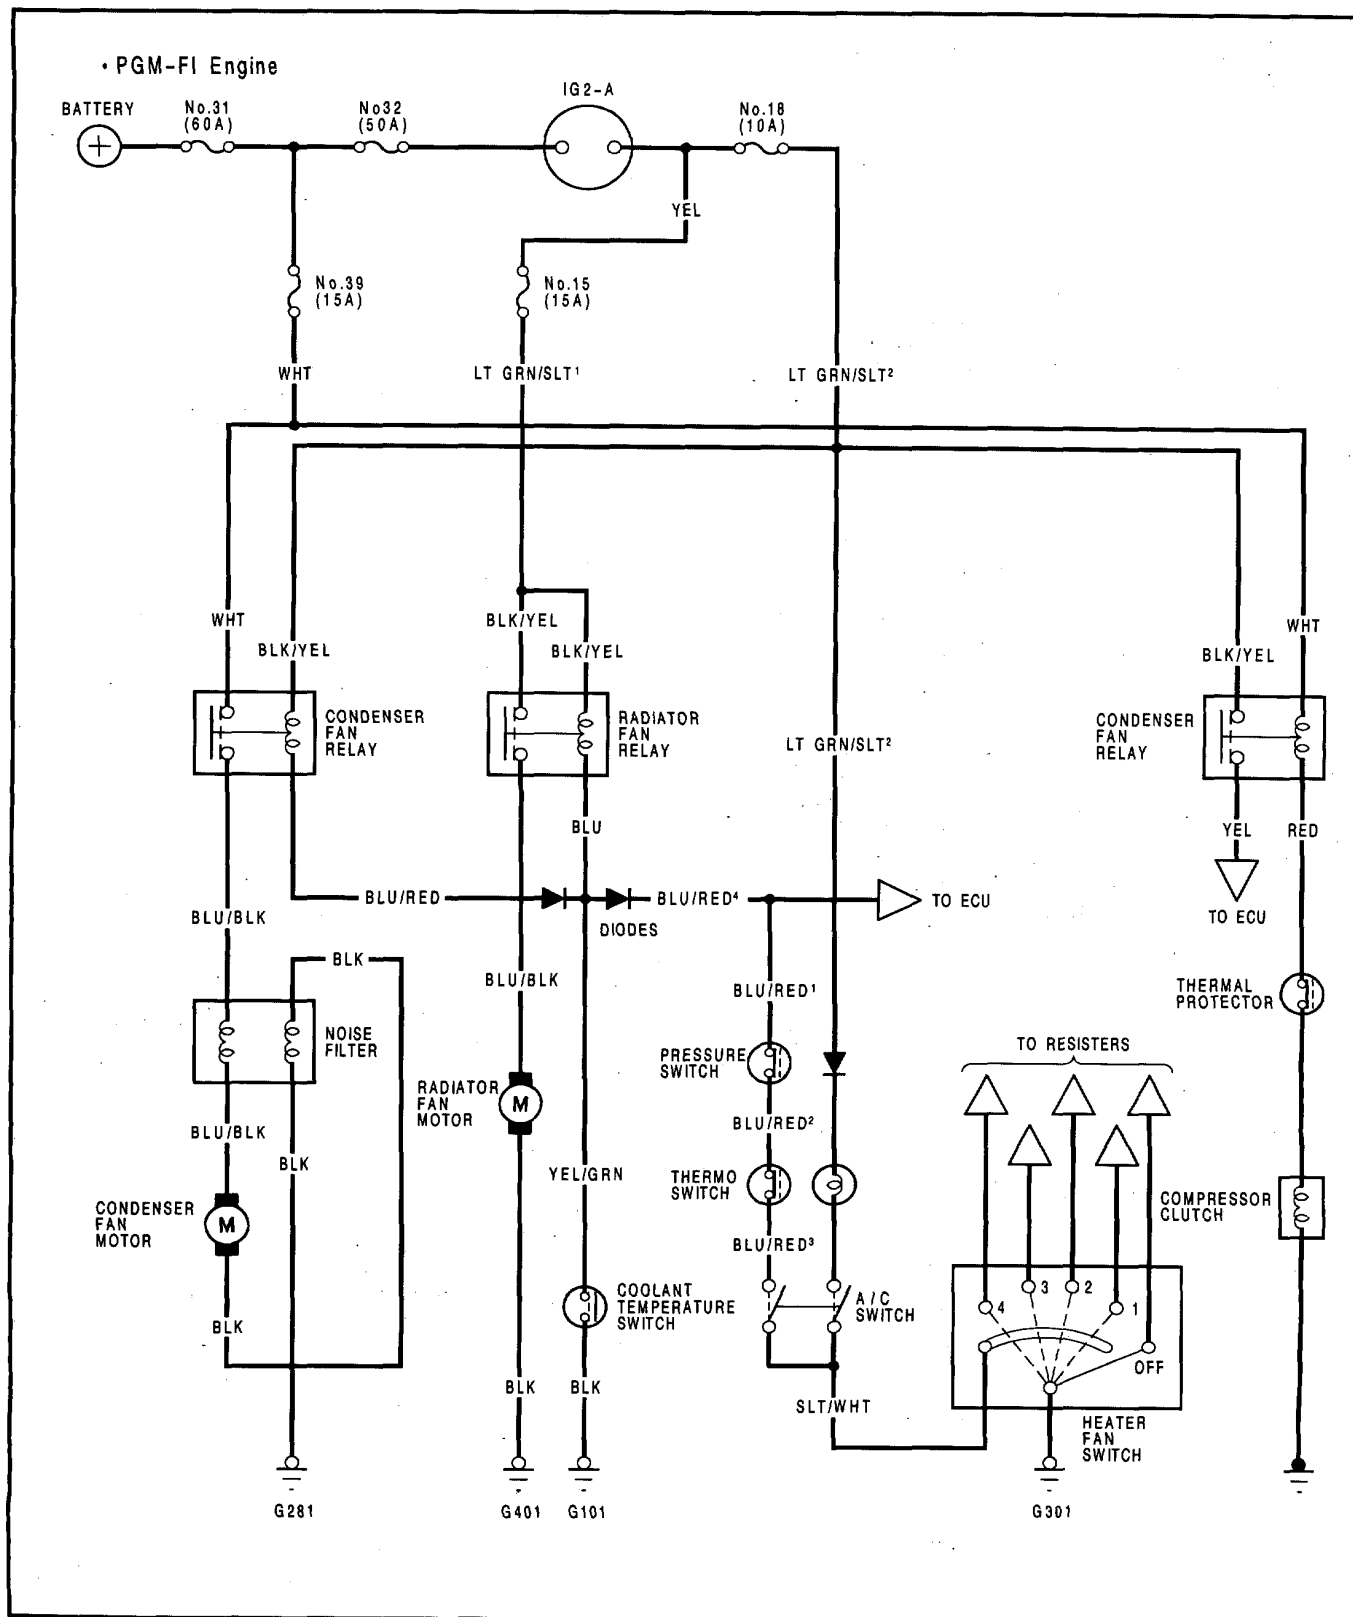 • PGM-FI Engine
BATTERY
No.31
(60A)
No32
(50A)
IG2-A
No.18
(10A)
YEL
No.39
(15A)
No.15
(15A)
WHT
LT GRN/SLT¹
LT GRN/SLT²
WHT
BLK/YEL
BLK/YEL
BLK/YEL
WHT
BLK/YEL
CONDENSER
FAN
RELAY
RADIATOR
FAN
RELAY
LT GRN/SLT²
CONDENSER
FAN
RELAY
BLU
YEL
RED
BLU/RED
BLU/RED⁴
TO ECU
BLU/BLK
DIODES
TO ECU
BLK
BLU/BLK
BLU/RED¹
THERMAL
PROTECTOR
NOISE
FILTER
PRESSURE
SWITCH
TO RESISTERS
RADIATOR
FAN
MOTOR
M
BLU/BLK
BLU/RED²
BLK
YEL/GRN
THERMO
SWITCH
COMPRESSOR
CLUTCH
CONDENSER
FAN
MOTOR
M
BLU/RED³
COOLANT
TEMPERATURE
SWITCH
A/C
SWITCH
4
3
2
1
OFF
BLK
BLK
BLK
SLT/WHT
HEATER
FAN
SWITCH
G281
G401
G101
G301